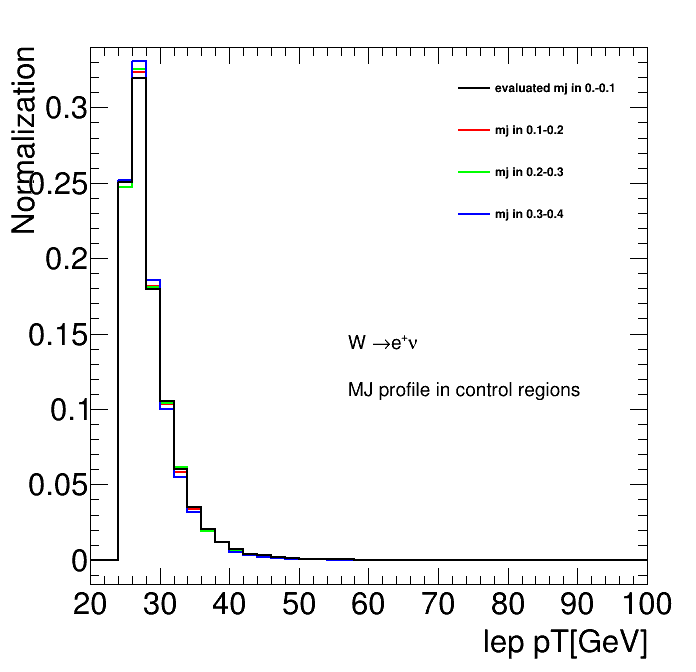 Normalization
0.3
0.25
0.2
0.15
0.1
0.05
0
20 30 40 50 60 70 80 90 100
lep pT[GeV]
evaluated mj in 0.-0.1
mj in 0.1-0.2
mj in 0.2-0.3
mj in 0.3-0.4
W →e⁺ν
MJ profile in control regions